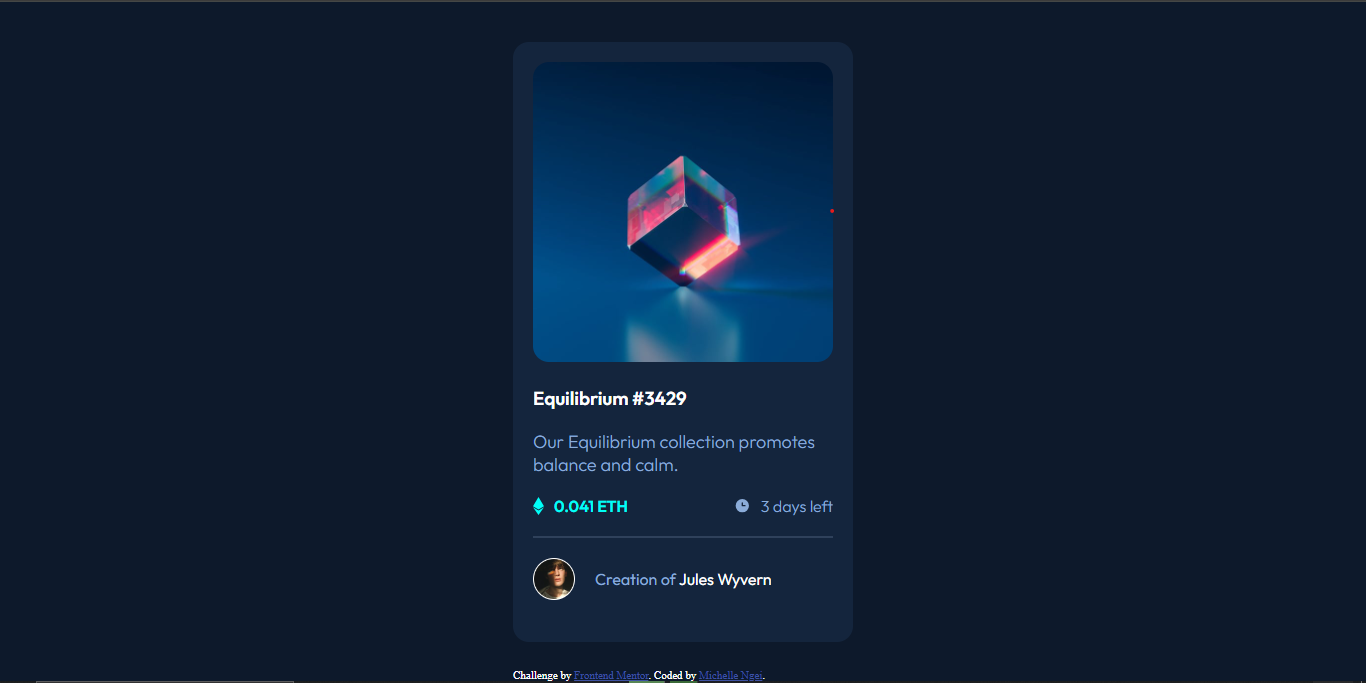 Equilibrium #3429
Our Equilibrium collection promotes
balance and calm.
0.041 ETH
3 days left
Creation of Jules Wyvern
Challenge by Frontend Mentor. Coded by Michelle Ngei.